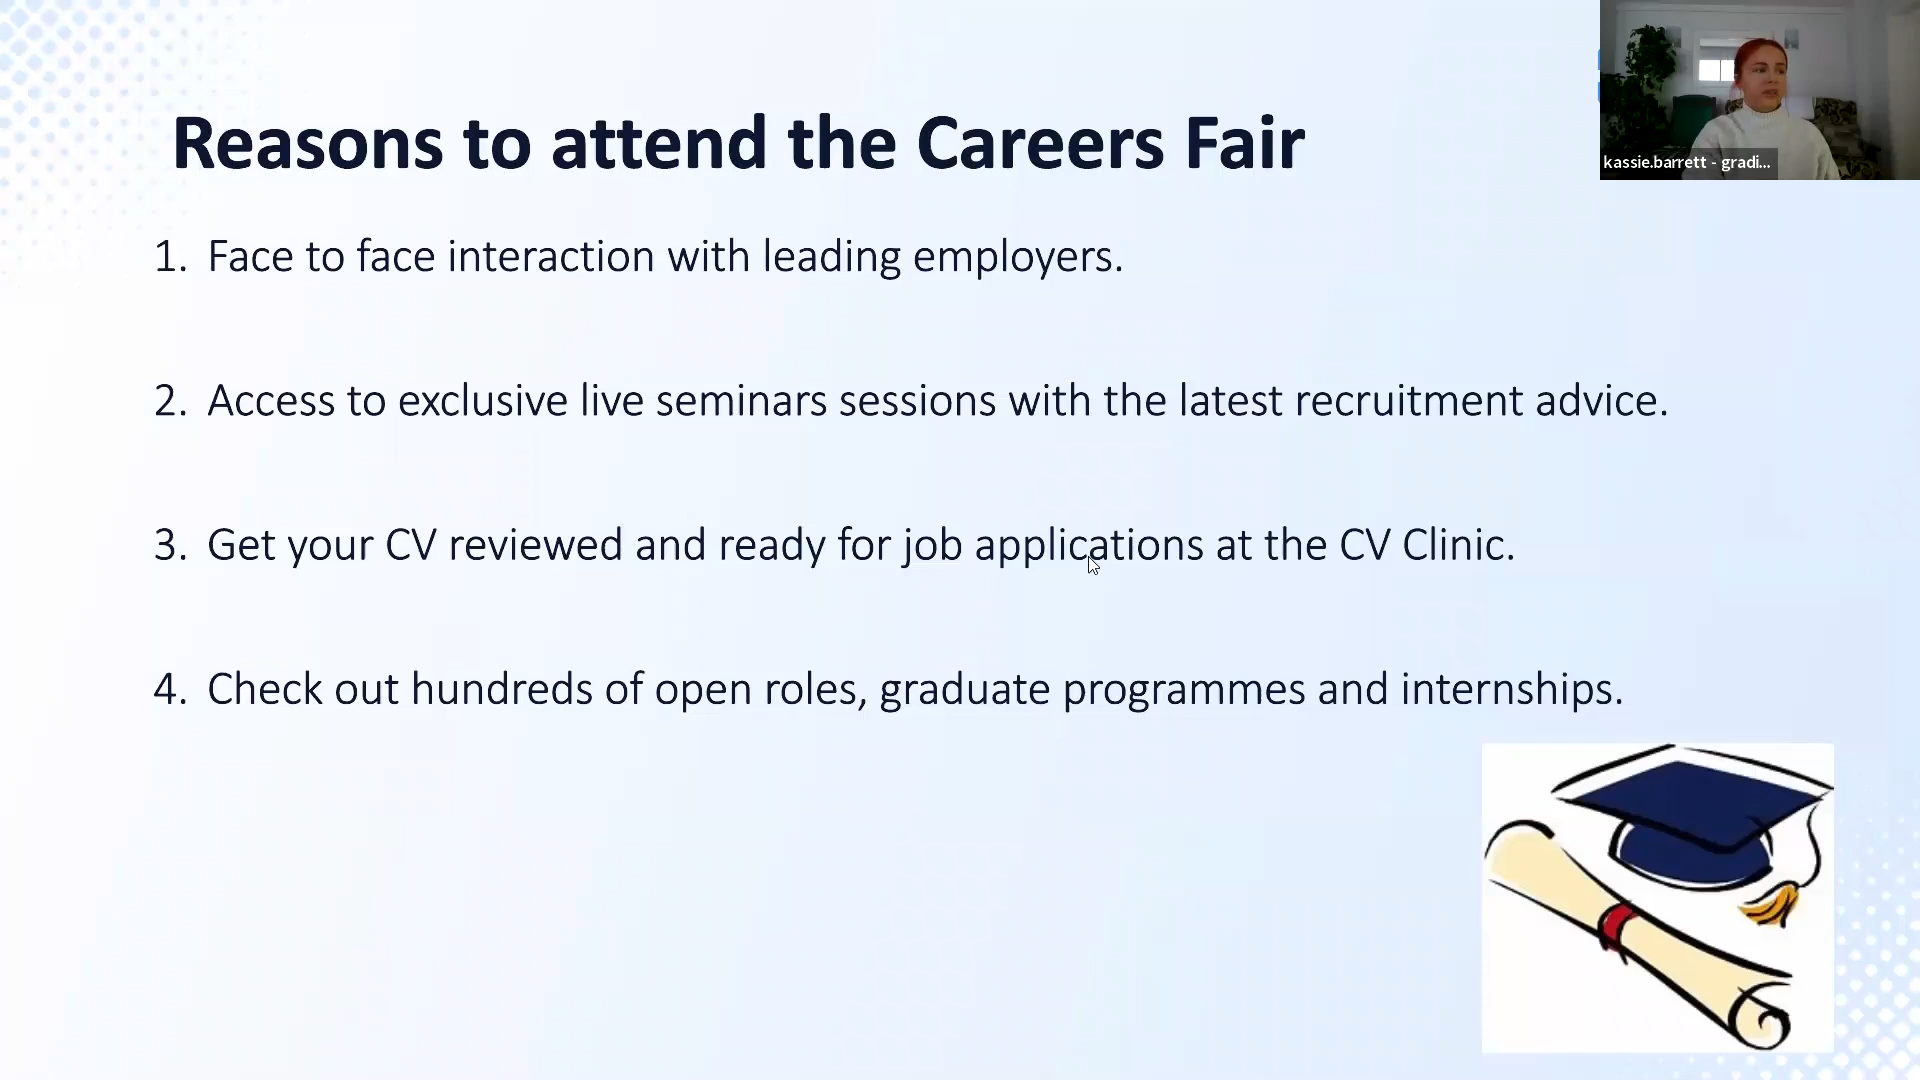 Reasons to attend the Careers Fair
kassie.barrett - gradi...
1. Face to face interaction with leading employers.
2. Access to exclusive live seminars sessions with the latest recruitment advice.
3. Get your CV reviewed and ready for job applications at the CV Clinic.
4. Check out hundreds of open roles, graduate programmes and internships.